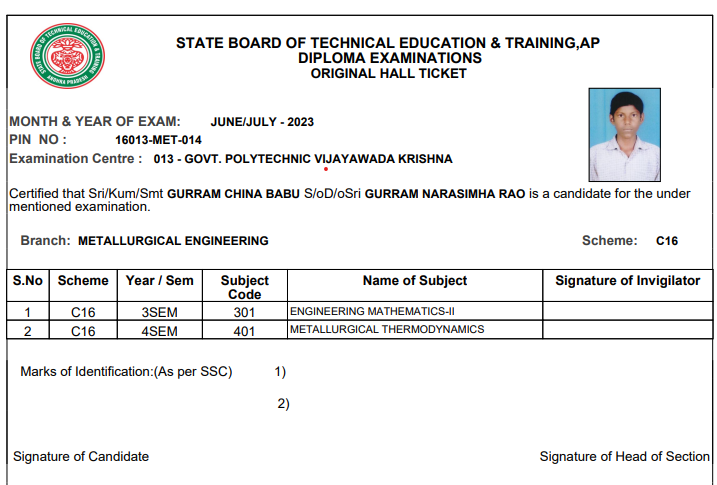 STATE BOARD OF TECHNICAL EDUCATION & TRAINING,AP
DIPLOMA EXAMINATIONS
ORIGINAL HALL TICKET
STATE BOARD OF TECHNICAL EDUCATION & TRAINING
ANDHRA PRADESH
MONTH & YEAR OF EXAM: JUNE/JULY - 2023
PIN NO : 16013-MET-014
Examination Centre : 013 - GOVT. POLYTECHNIC VIJAYAWADA KRISHNA
Certified that Sri/Kum/Smt GURRAM CHINA BABU S/oD/oSri GURRAM NARASIMHA RAO is a candidate for the under
mentioned examination.
Branch: METALLURGICAL ENGINEERING Scheme: C16
S.No Scheme Year / Sem Subject Code Name of Subject Signature of Invigilator
1 C16 3SEM 301 ENGINEERING MATHEMATICS-II
2 C16 4SEM 401 METALLURGICAL THERMODYNAMICS
Marks of Identification:(As per SSC) 1)
2)
Signature of Candidate Signature of Head of Section